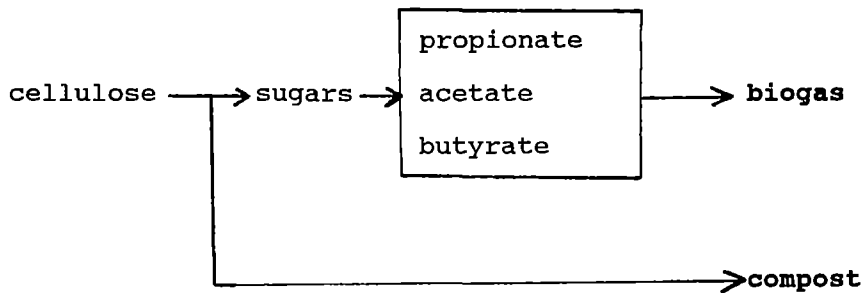 propionate
cellulose sugars acetate biogas
butyrate
compost